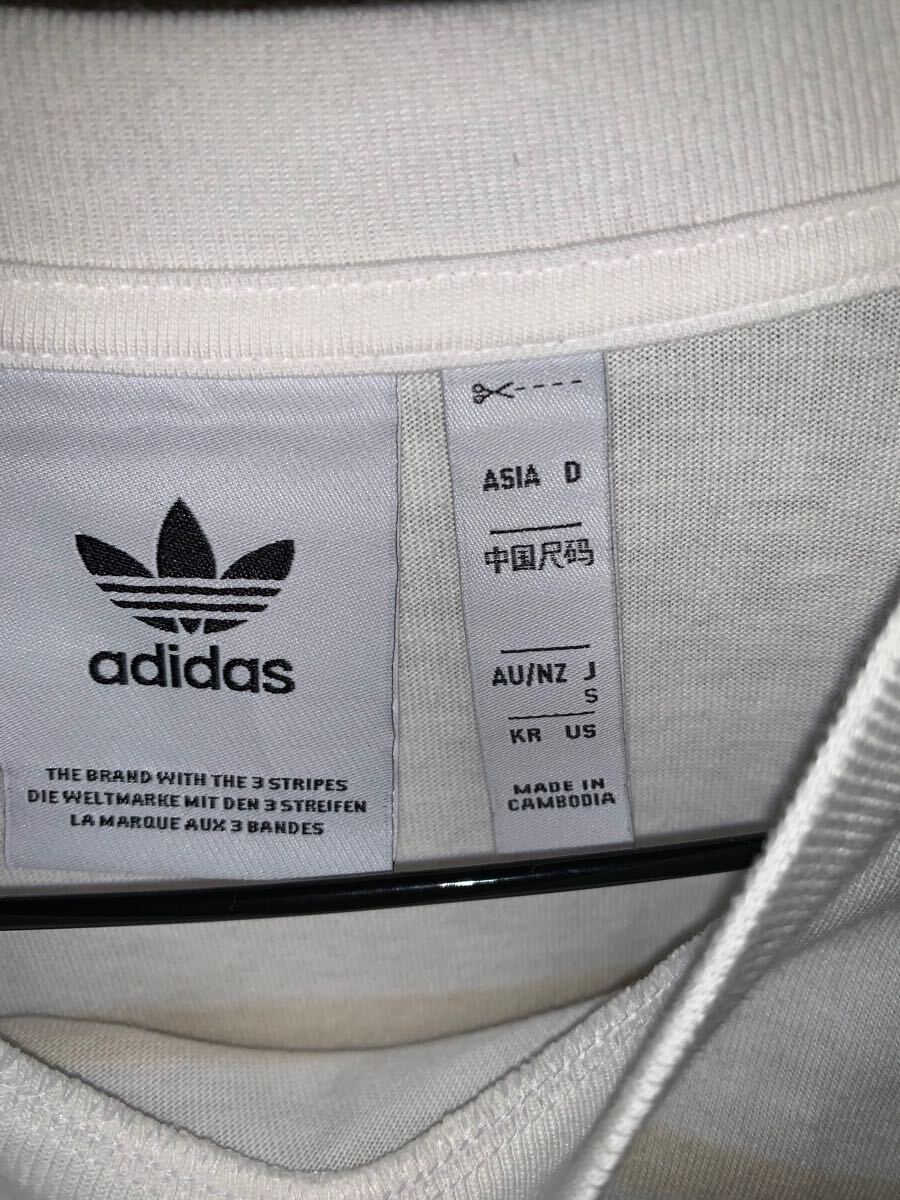 adidas
THE BRAND WITH THE 3 STRIPES
DIE WELTMARKE MIT DEN 3 STREIFEN
LA MARQUE AUX 3 BANDES
ASIA D
中国尺码
AU/NZ J
S
KR US
MADE IN
CAMBODIA